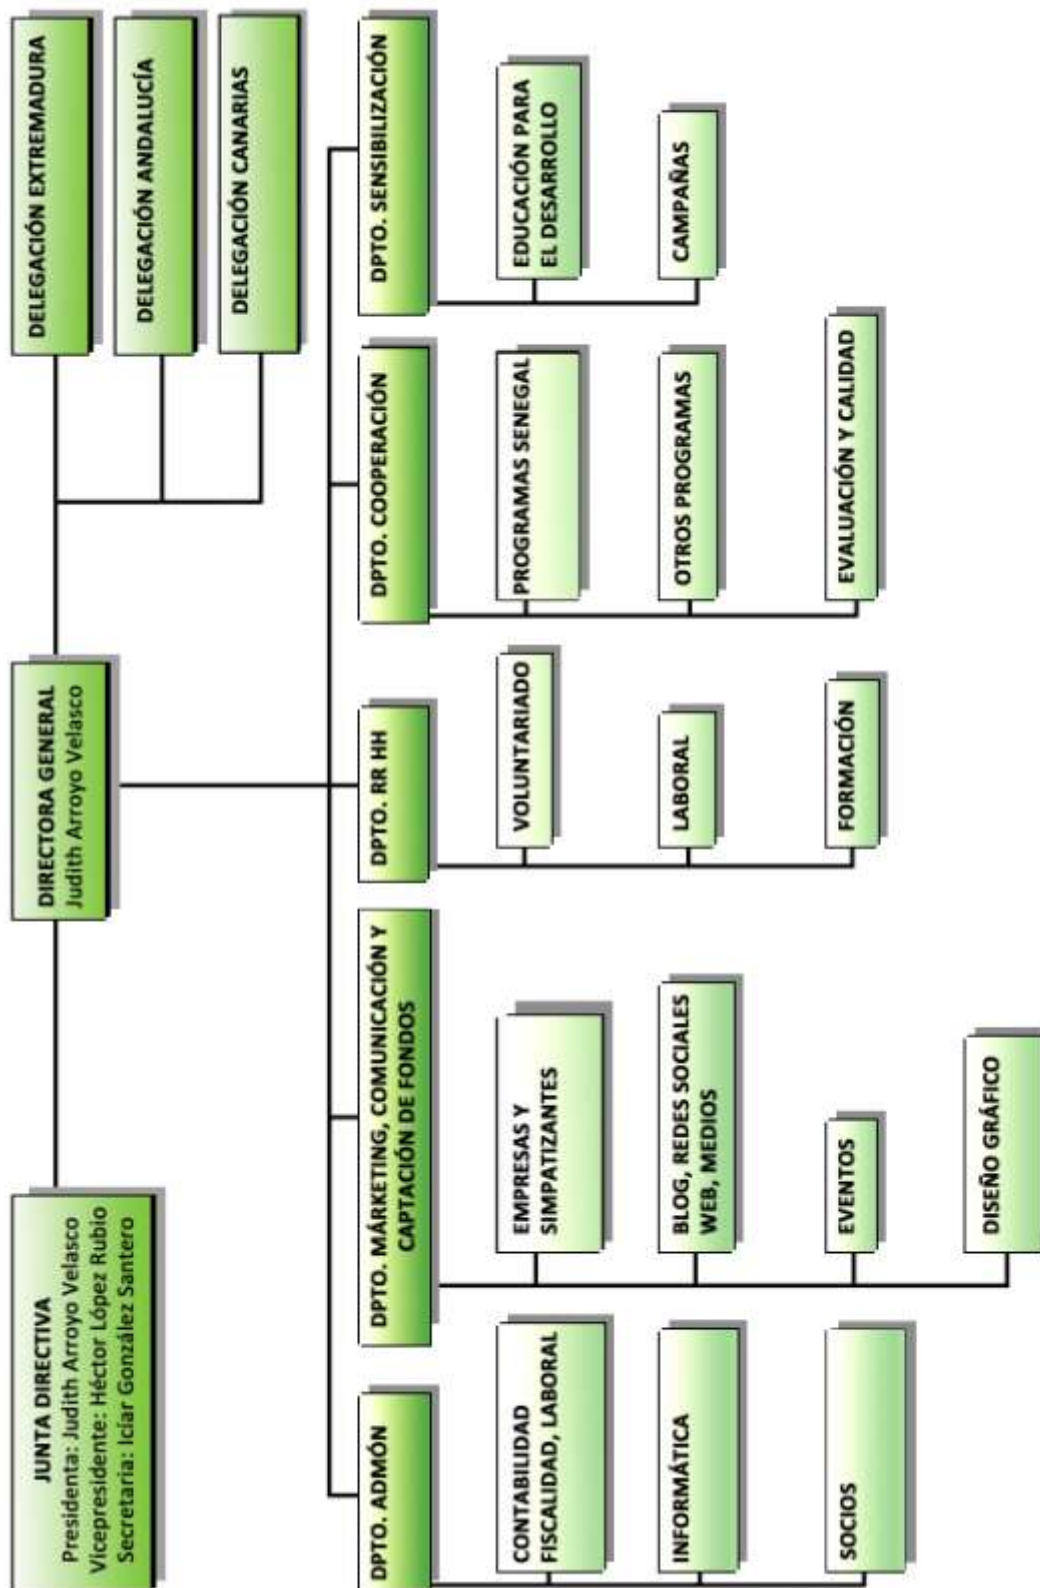 JUNTA DIRECTIVA
Presidenta: Judith Arroyo Velasco
Vicepresidente: Héctor López Rubio
Secretaria: Icíar González Santero
DIRECTORA GENERAL
Judith Arroyo Velasco
DELEGACIÓN EXTREMADURA
DELEGACIÓN ANDALUCÍA
DELEGACIÓN CANARIAS
DPTO. ADMÓN
CONTABILIDAD
FISCALIDAD, LABORAL
INFORMÁTICA
SOCIOS
DPTO. MÁRKETING, COMUNICACIÓN Y
CAPTACIÓN DE FONDOS
EMPRESAS Y
SIMPATIZANTES
BLOG, REDES SOCIALES
WEB, MEDIOS
EVENTOS
DISEÑO GRÁFICO
DPTO. RR HH
VOLUNTARIADO
LABORAL
FORMACIÓN
DPTO. COOPERACIÓN
PROGRAMAS SENEGAL
OTROS PROGRAMAS
EVALUACIÓN Y CALIDAD
DPTO. SENSIBILIZACIÓN
EDUCACIÓN PARA
EL DESARROLLO
CAMPAÑAS